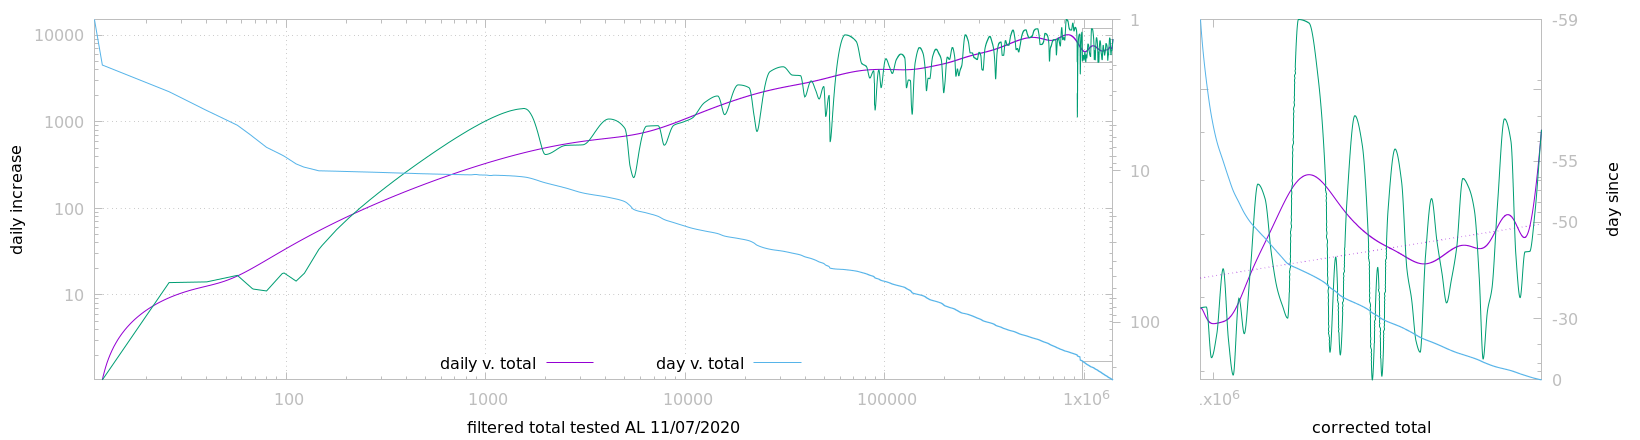 10000
1000
100
10
daily increase
100
1000
10000
100000
1x10⁶
1
10
100
daily v. total
day v. total
filtered total tested AL 11/07/2020
-59
-55
-50
-30
0
day since
.x10⁶
corrected total